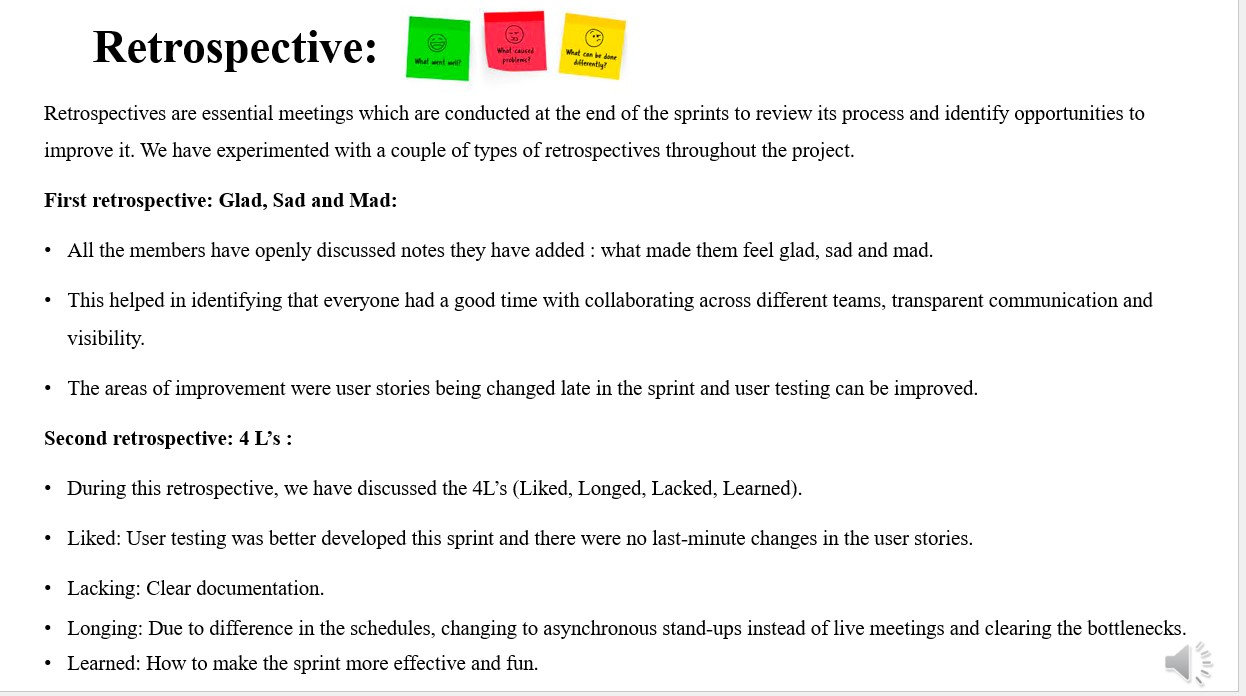 Retrospective:
What went well?
What caused
problems?
What can be done
differently?
Retrospectives are essential meetings which are conducted at the end of the sprints to review its process and identify opportunities to
improve it. We have experimented with a couple of types of retrospectives throughout the project.
First retrospective: Glad, Sad and Mad:
• All the members have openly discussed notes they have added : what made them feel glad, sad and mad.
• This helped in identifying that everyone had a good time with collaborating across different teams, transparent communication and
visibility.
• The areas of improvement were user stories being changed late in the sprint and user testing can be improved.
Second retrospective: 4 L’s :
• During this retrospective, we have discussed the 4L’s (Liked, Longed, Lacked, Learned).
• Liked: User testing was better developed this sprint and there were no last-minute changes in the user stories.
• Lacking: Clear documentation.
• Longing: Due to difference in the schedules, changing to asynchronous stand-ups instead of live meetings and clearing the bottlenecks.
• Learned: How to make the sprint more effective and fun.